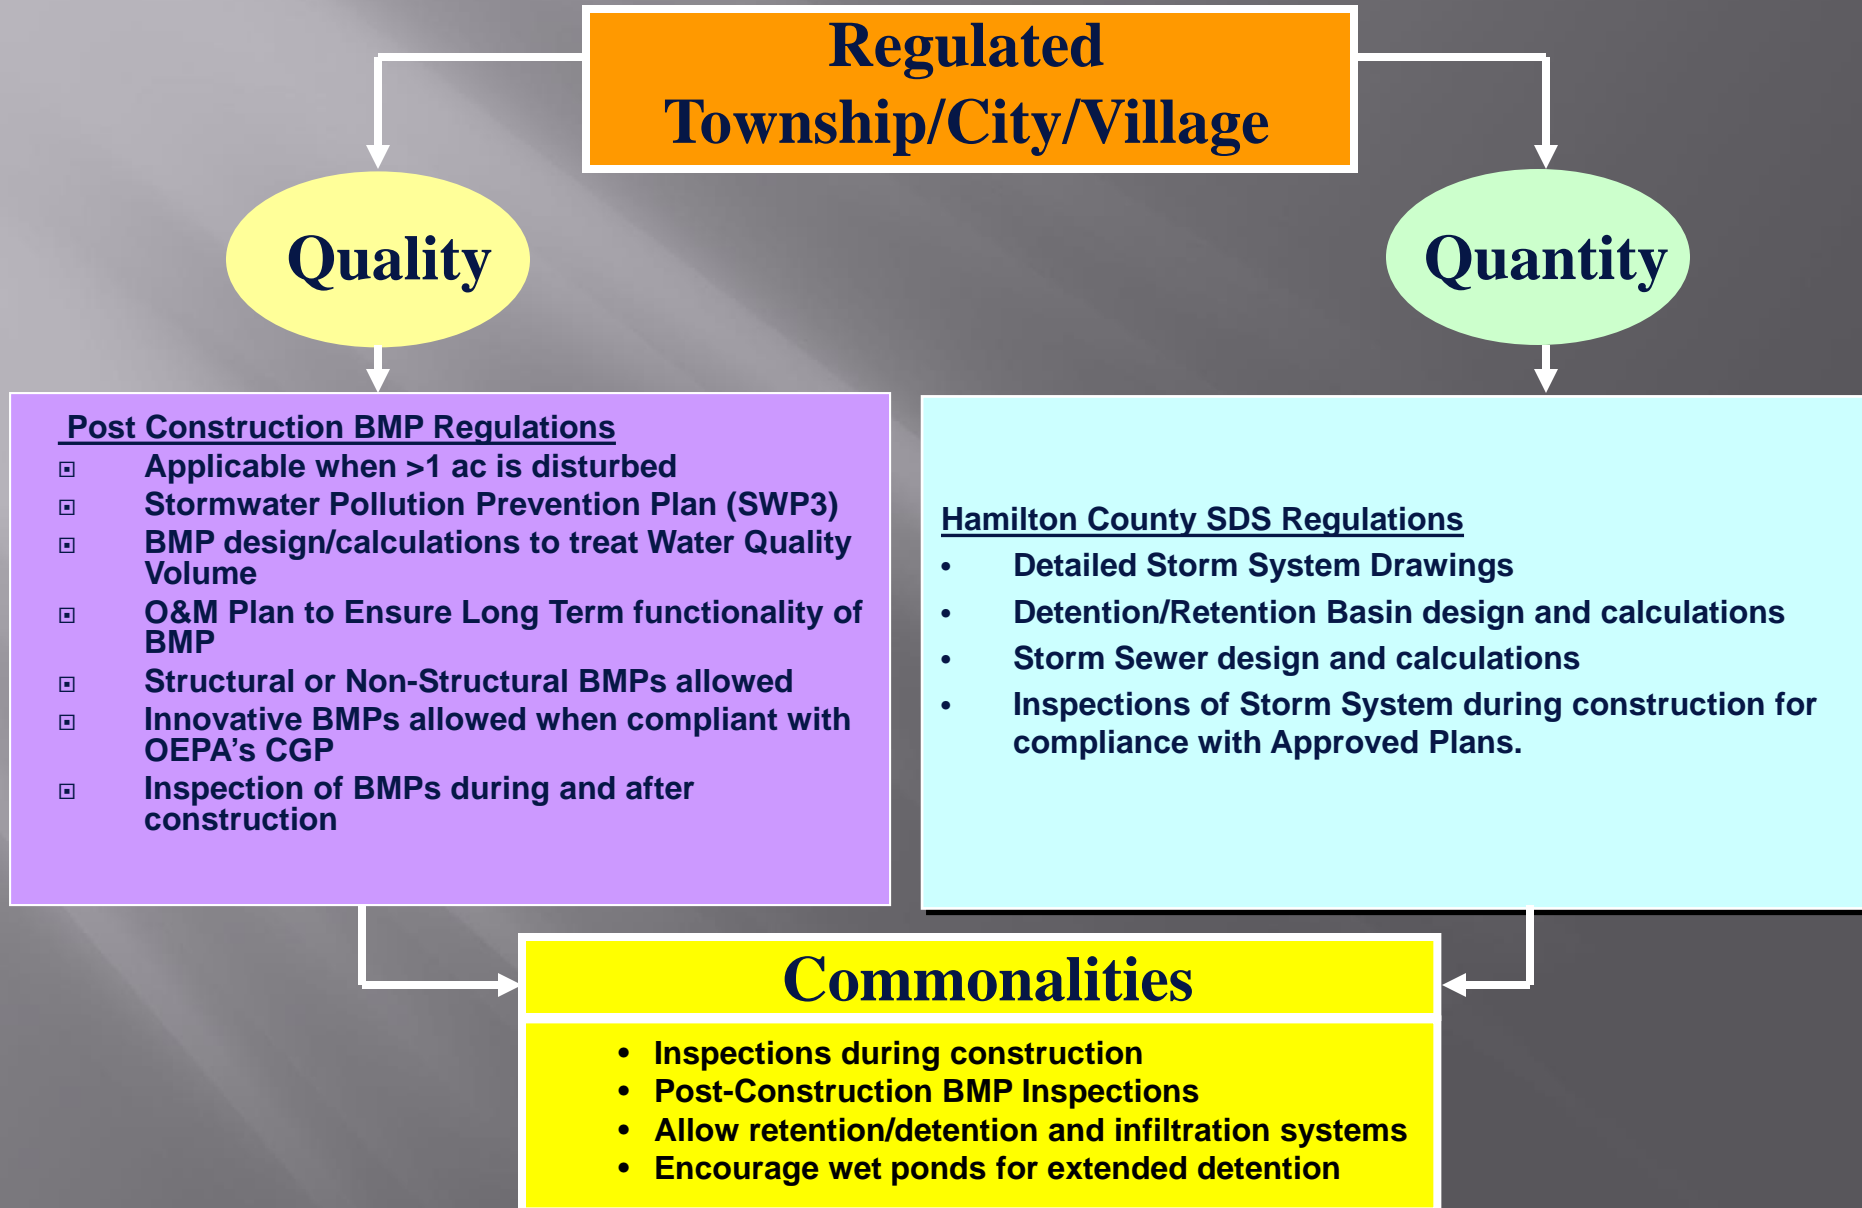 Regulated
Township/City/Village
Quality
Quantity
Post Construction BMP Regulations
Applicable when >1 ac is disturbed
Stormwater Pollution Prevention Plan (SWP3)
BMP design/calculations to treat Water Quality
Volume
O&M Plan to Ensure Long Term functionality of
BMP
Structural or Non-Structural BMPs allowed
Innovative BMPs allowed when compliant with
OEPA's CGP
Inspection of BMPs during and after
construction
Hamilton County SDS Regulations
• Detailed Storm System Drawings
• Detention/Retention Basin design and calculations
• Storm Sewer design and calculations
• Inspections of Storm System during construction for
compliance with Approved Plans.
Commonalities
• Inspections during construction
• Post-Construction BMP Inspections
• Allow retention/detention and infiltration systems
• Encourage wet ponds for extended detention